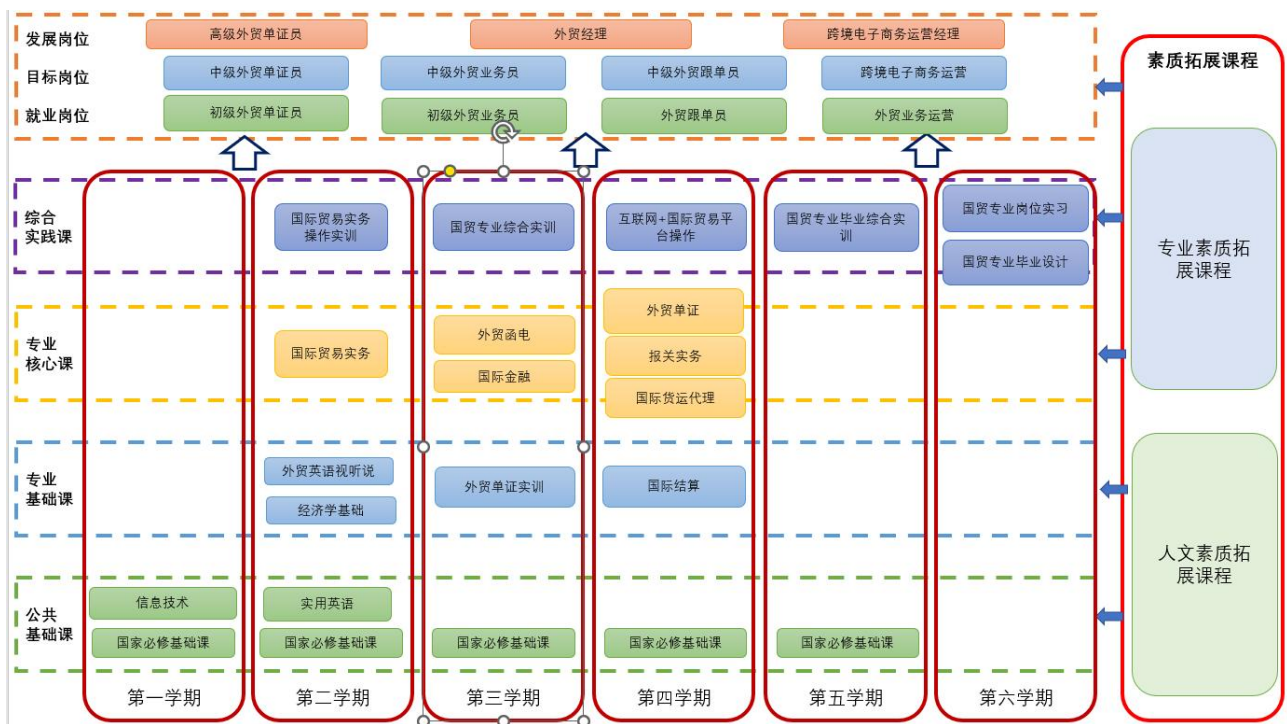 发展岗位
高级外贸单证员
外贸经理
跨境电子商务运营经理
目标岗位
中级外贸单证员
中级外贸业务员
中级外贸跟单员
跨境电子商务运营
就业岗位
初级外贸单证员
初级外贸业务员
外贸跟单员
外贸业务运营
综合
实践课
国际贸易实务
操作实训
国贸专业综合实训
互联网+国际贸易平
台操作
国贸专业毕业综合实
训
国贸专业岗位实习
国贸专业毕业设计
专业
核心课
国际贸易实务
外贸函电
国际金融
外贸单证
报关实务
国际货运代理
专业
基础课
外贸英语视听说
经济学基础
外贸单证实训
国际结算
公共
基础课
信息技术
实用英语
国家必修基础课
国家必修基础课
国家必修基础课
国家必修基础课
国家必修基础课
第一学期
第二学期
第三学期
第四学期
第五学期
第六学期
素质拓展课程
专业素质拓
展课程
人文素质拓
展课程